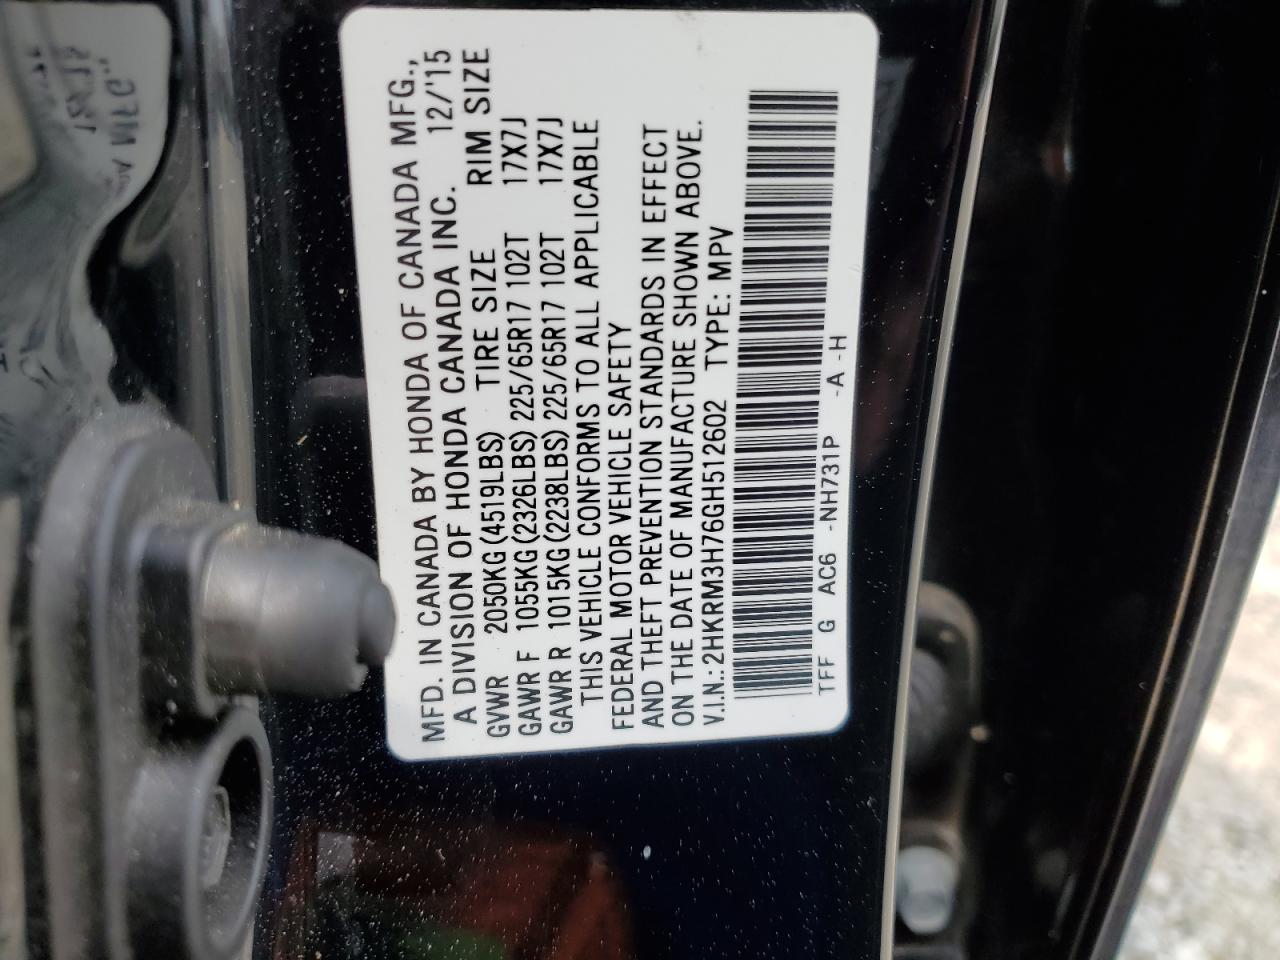 MFD. IN CANADA BY HONDA OF CANADA MFG.,
A DIVISION OF HONDA CANADA INC. 12/'15
GVWR 2050KG(4519LBS) TIRE SIZE RIM SIZE
GAWR F 1055KG(2326LBS) 225/65R17 102T 17X7J
GAWR R 1015KG(2238LBS) 225/65R17 102T 17X7J
THIS VEHICLE CONFORMS TO ALL APPLICABLE
FEDERAL MOTOR VEHICLE SAFETY
AND THEFT PREVENTION STANDARDS IN EFFECT
ON THE DATE OF MANUFACTURE SHOWN ABOVE.
V.I.N.:2HKRM3H76GH512602 TYPE: MPV
TFF G AC6 -NH731P -A -H